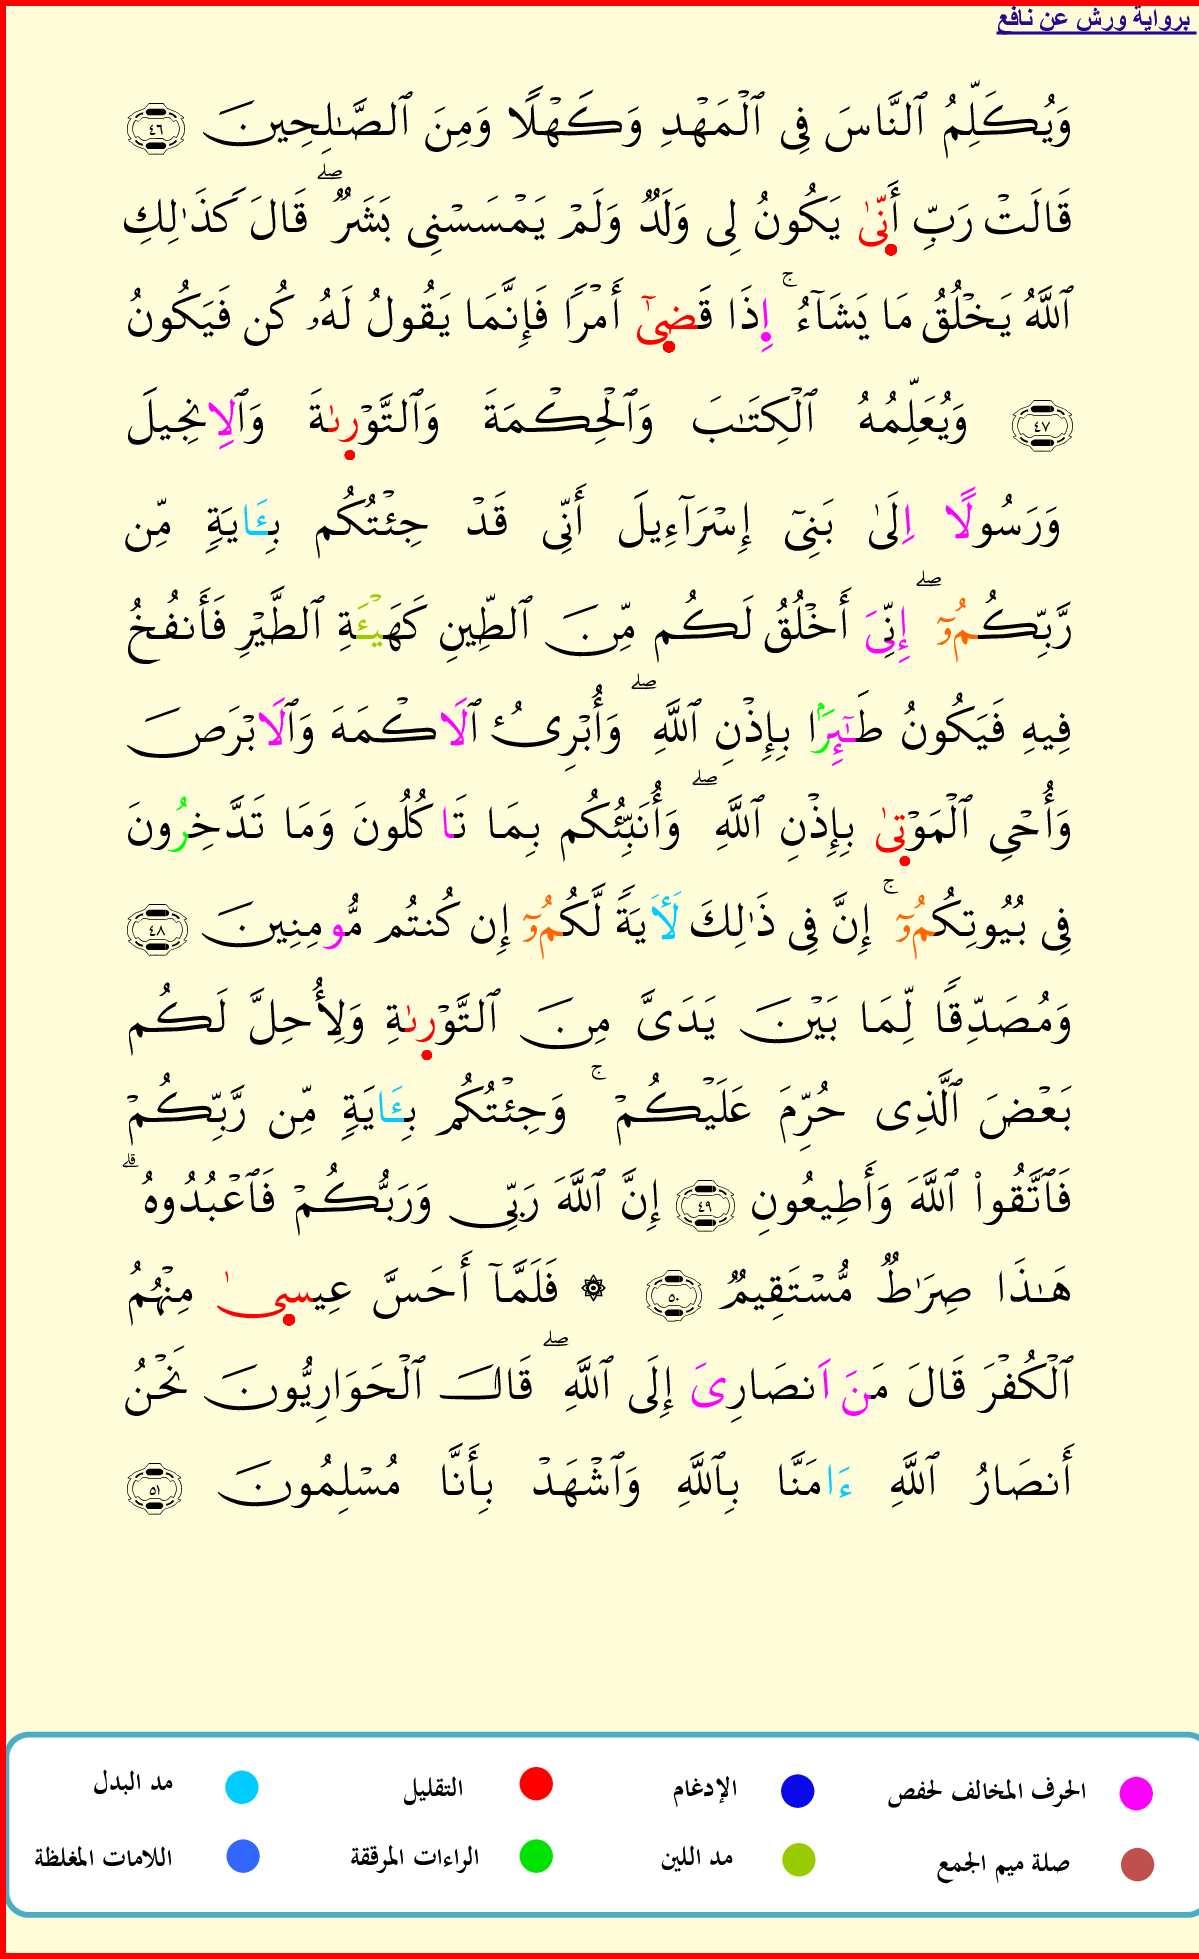 برواية ورش عن نافع
وَيُكَلِّمُ ٱلنَّاسَ فِى ٱلْمَهْدِ وَكَهْلًا وَمِنَ ٱلصَّـٰلِحِينَ ٤٦
قَالَتْ رَبِّ أَنّۭىٰ يَكُونُ لِى وَلَدٌ وَلَمْ يَمْسَسْنِى بَشَرٌ ۖ قَالَ كَذَٰلِكِ
ٱللَّهُ يَخْلُقُ مَا يَشَآءُ ۚ إِذَا قَضۭىٰٓ أَمْرًا فَإِنَّمَا يَقُولُ لَهُۥ كُن فَيَكُونُ
٤٧ وَيُعَلِّمُهُ ٱلْكِتَـٰبَ وَٱلْحِكْمَةَ وَٱلتَّوْرۭىٰةَ وَٱلِانجِيلَ
وَرَسُولًا اِلَىٰ بَنِىٓ إِسْرَآءِيلَ أَنِّى قَدْ جِئْتُكُم بِـَٔايَةٍ مِّن
رَّبِّكُمُۥٓ ۖ إِنِّىَ أَخْلُقُ لَكُم مِّنَ ٱلطِّينِ كَهَيْـَٔةِ ٱلطَّيْرِ فَأَنفُخُ
فِيهِ فَيَكُونُ طَـٰٓئِرًۢا بِإِذْنِ ٱللَّهِ ۖ وَأُبْرِئُ ٱلَاكْمَهَ وَٱلَابْرَصَ
وَأُحْىِ ٱلْمَوْتۭىٰ بِإِذْنِ ٱللَّهِ ۖ وَأُنَبِّئُكُم بِمَا تَاكُلُونَ وَمَا تَدَّخِرُونَ
فِى بُيُوتِكُمُۥٓ ۚ إِنَّ فِى ذَٰلِكَ لَأَيَةً لَّكُمُۥٓ إِن كُنتُم مُّومِنِينَ ٤٨
وَمُصَدِّقًا لِّمَا بَيْنَ يَدَىَّ مِنَ ٱلتَّوْرۭىٰةِ وَلِأُحِلَّ لَكُم
بَعْضَ ٱلَّذِى حُرِّمَ عَلَيْكُمْ ۚ وَجِئْتُكُم بِـَٔايَةٍ مِّن رَّبِّكُمْ
فَٱتَّقُوا۟ ٱللَّهَ وَأَطِيعُونِ ٤٩ إِنَّ ٱللَّهَ رَبِّى وَرَبُّكُمْ فَٱعْبُدُوهُ ۗ
هَـٰذَا صِرَٰطٌ مُّسْتَقِيمٌ ٥٠ ۞ فَلَمَّآ أَحَسَّ عِيسۭىٰ مِنْهُمُ
ٱلْكُفْرَ قَالَ مَنَ اَنصَارِىَ إِلَى ٱللَّهِ ۖ قَالَ ٱلْحَوَارِيُّونَ نَحْنُ
أَنصَارُ ٱللَّهِ ءَامَنَّا بِٱللَّهِ وَٱشْهَدْ بِأَنَّا مُسْلِمُونَ ٥١
الحرف المخالف لحفص الإدغام التقليل مد البدل
صلة ميم الجمع مد اللين الراءات المرققة اللامات المغلظة